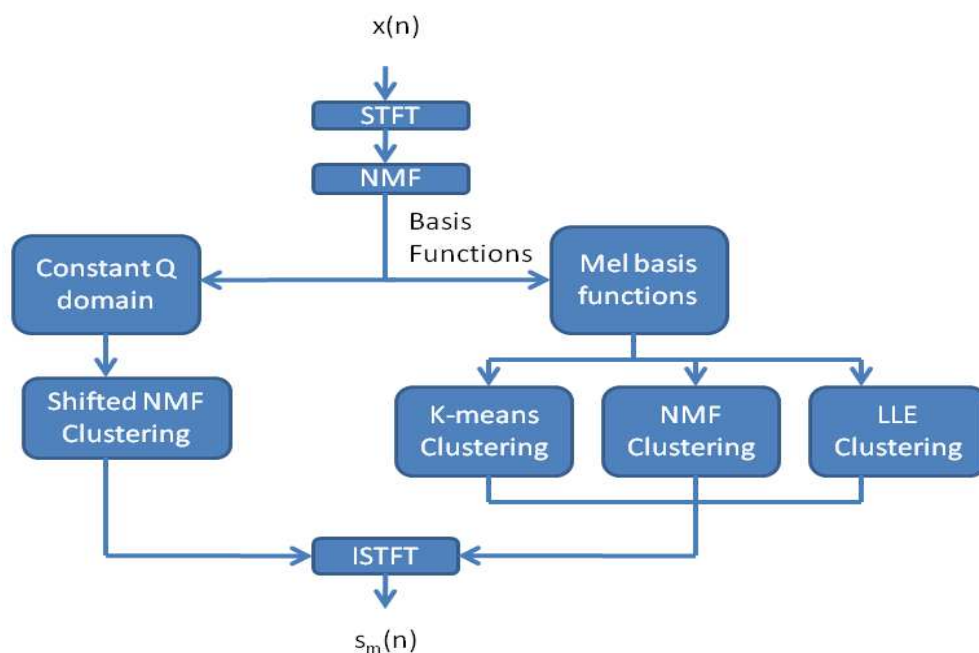 x(n)
STFT
NMF
Basis
Functions
Constant Q
domain
Mel basis
functions
Shifted NMF
Clustering
K-means
Clustering
NMF
Clustering
LLE
Clustering
ISTFT
sm(n)